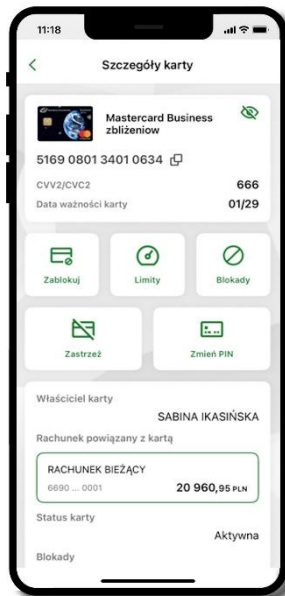 11:18
Szczegóły karty
Mastercard Business
zbliżeniow
5169 0801 3401 0634
CVV2/CVC2 666
Data ważności karty 01/29
Zablokuj Limity Blokady
Zastrzeż Zmień PIN
Właściciel karty
SABINA IKASIŃSKA
Rachunek powiązany z kartą
RACHUNEK BIEŻĄCY
6690 ... 0001 20 960,95 PLN
Status karty
Aktywna
Blokady